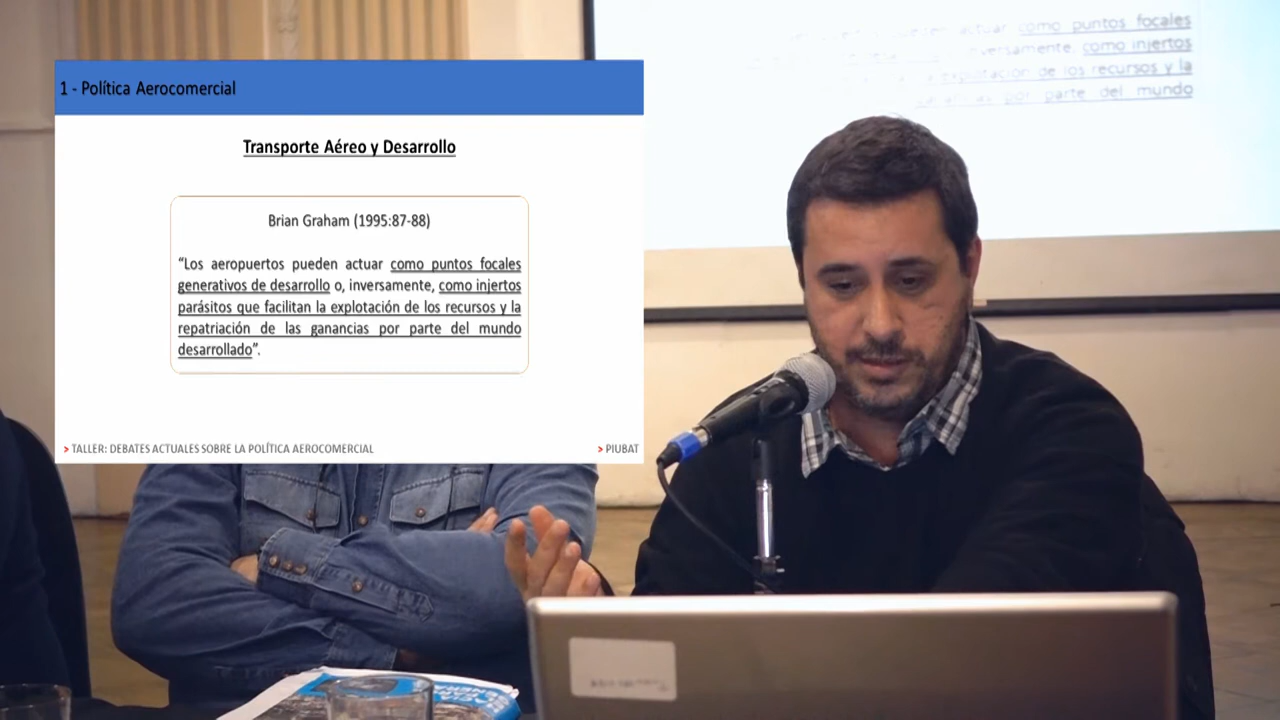 1 - Política Aerocomercial
Transporte Aéreo y Desarrollo
Brian Graham (1995:87-88)
“Los aeropuertos pueden actuar como puntos focales
generativos de desarrollo o, inversamente, como injertos
parásitos que facilitan la explotación de los recursos y la
repatriación de las ganancias por parte del mundo
desarrollado”.
> TALLER: DEBATES ACTUALES SOBRE LA POLÍTICA AEROCOMERCIAL
> PIUBAT
actuar como puntos focales
inversamente, como injertos
explotación de los recursos y la
por parte del mundo